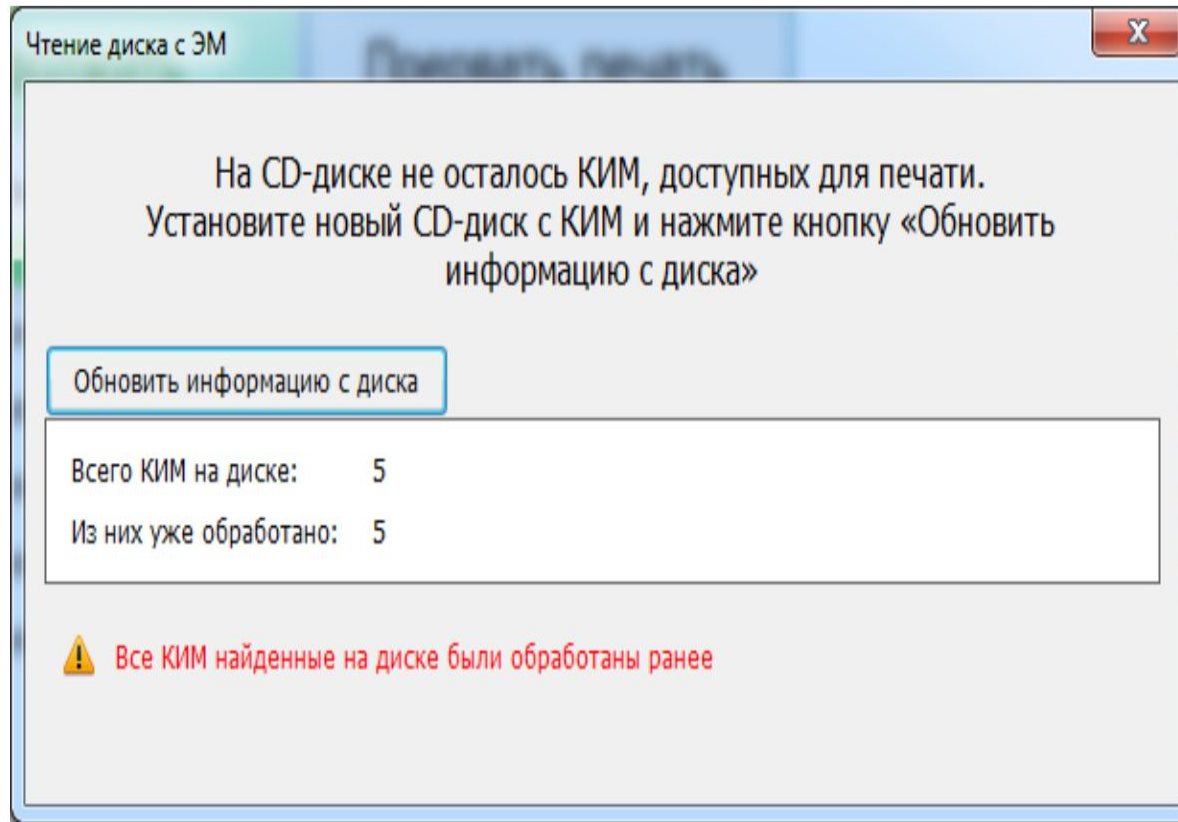 Чтение диска с ЭМ
Прервать печать
X
На CD-диске не осталось КИМ, доступных для печати.
Установите новый CD-диск с КИМ и нажмите кнопку «Обновить
информацию с диска»
Обновить информацию с диска
Всего КИМ на диске: 5
Из них уже обработано: 5
Все КИМ найденные на диске были обработаны ранее